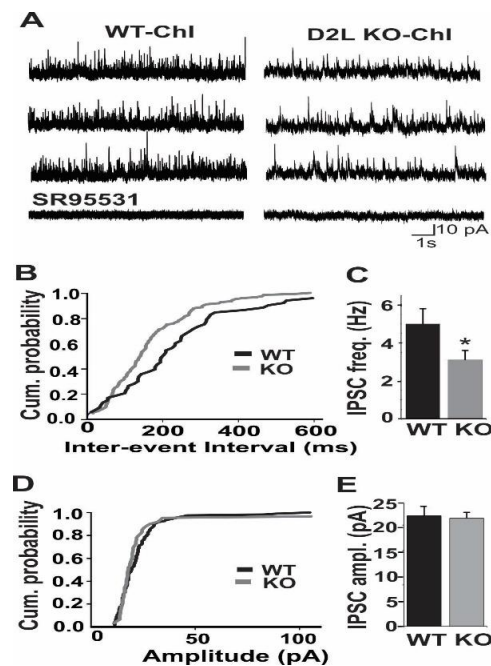 A
WT-ChI D2L KO-ChI
SR95531
10 pA
1s
B
Cum. probability
1.0
0.8
0.6
0.4
0.2
0.0
WT
KO
0 200 400 600
Inter-event Interval (ms)
C
IPSC freq. (Hz)
6
4
2
0
*
WT KO
D
Cum. probability
1.0
0.8
0.6
0.4
0.2
0.0
WT
KO
0 50 100
Amplitude (pA)
E
IPSC ampl. (pA)
25
20
15
10
5
0
WT KO